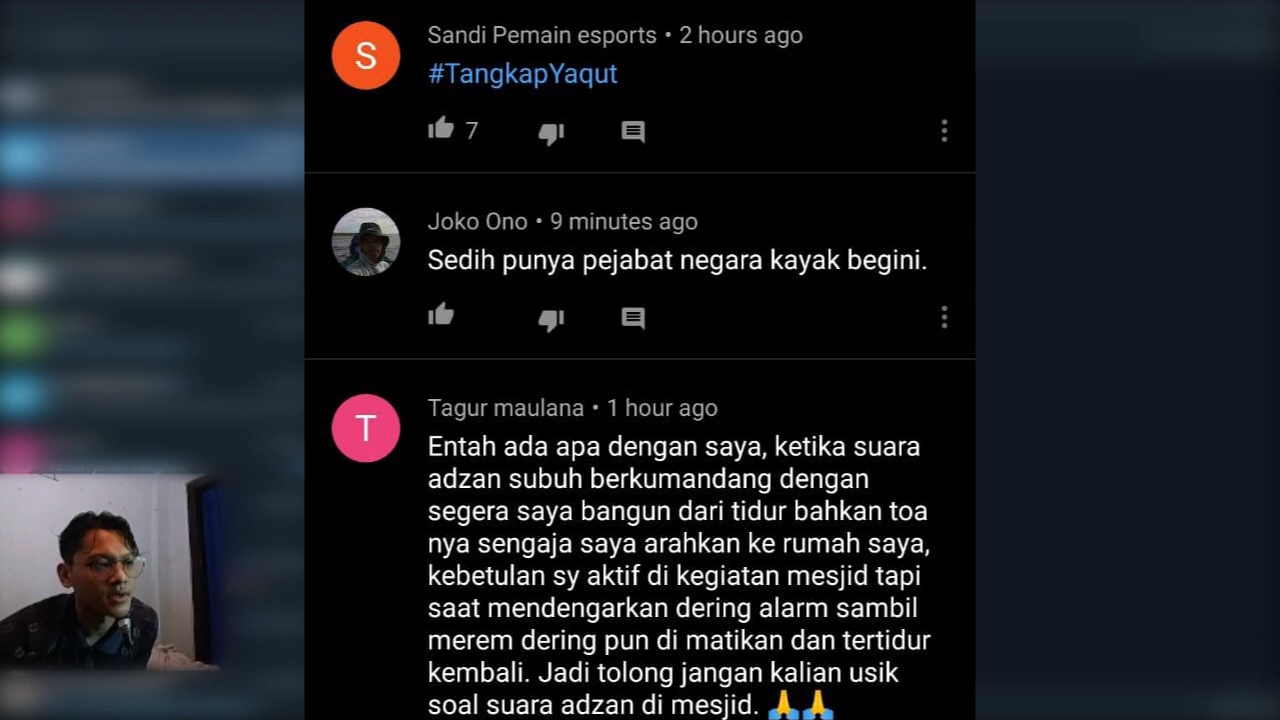 Sandi Pemain esports • 2 hours ago
#TangkapYaqut
7
Joko Ono • 9 minutes ago
Sedih punya pejabat negara kayak begini.
Tagur maulana • 1 hour ago
Entah ada apa dengan saya, ketika suara
adzan subuh berkumandang dengan
segera saya bangun dari tidur bahkan toa
nya sengaja saya arahkan ke rumah saya,
kebetulan sy aktif di kegiatan mesjid tapi
saat mendengarkan dering alarm sambil
merem dering pun di matikan dan tertidur
kembali. Jadi tolong jangan kalian usik
soal suara adzan di mesjid. 🙏🙏